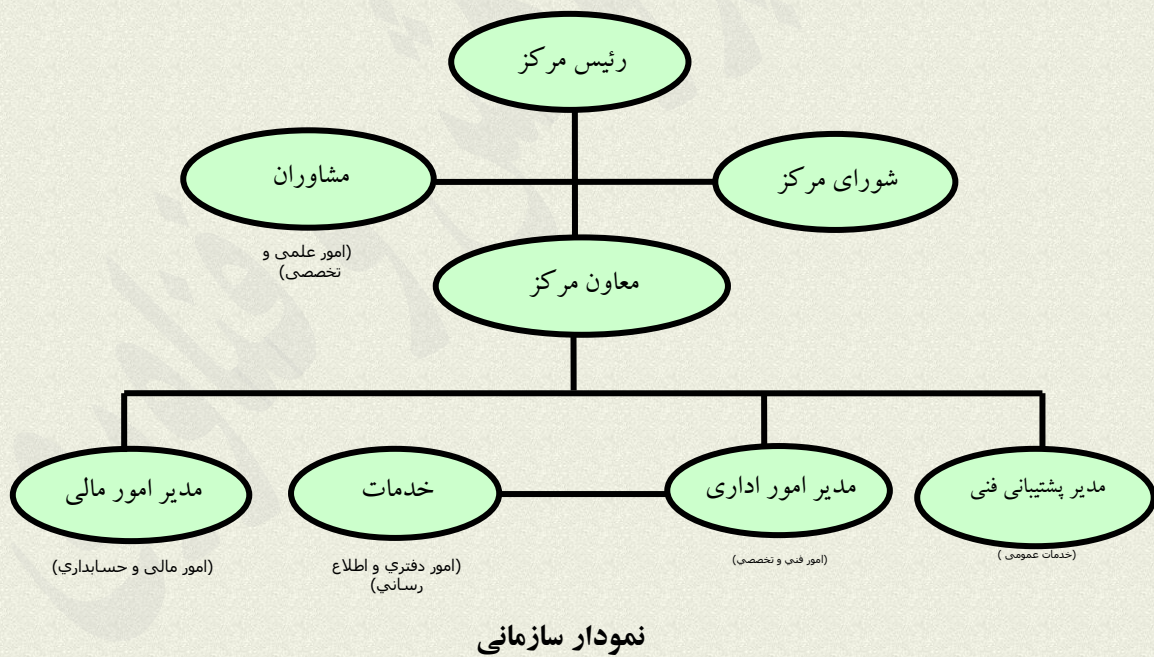 رئیس مرکز
شورای مرکز
مشاوران
(امور علمی و
تخصصی)
معاون مرکز
مدیر پشتیبانی فنی
(خدمات عمومی )
مدیر امور اداری
(امور فني و تخصصي)
خدمات
(امور دفتري و اطلاع
رساني)
مدیر امور مالی
(امور مالی و حسابداري)
نمودار سازمانی